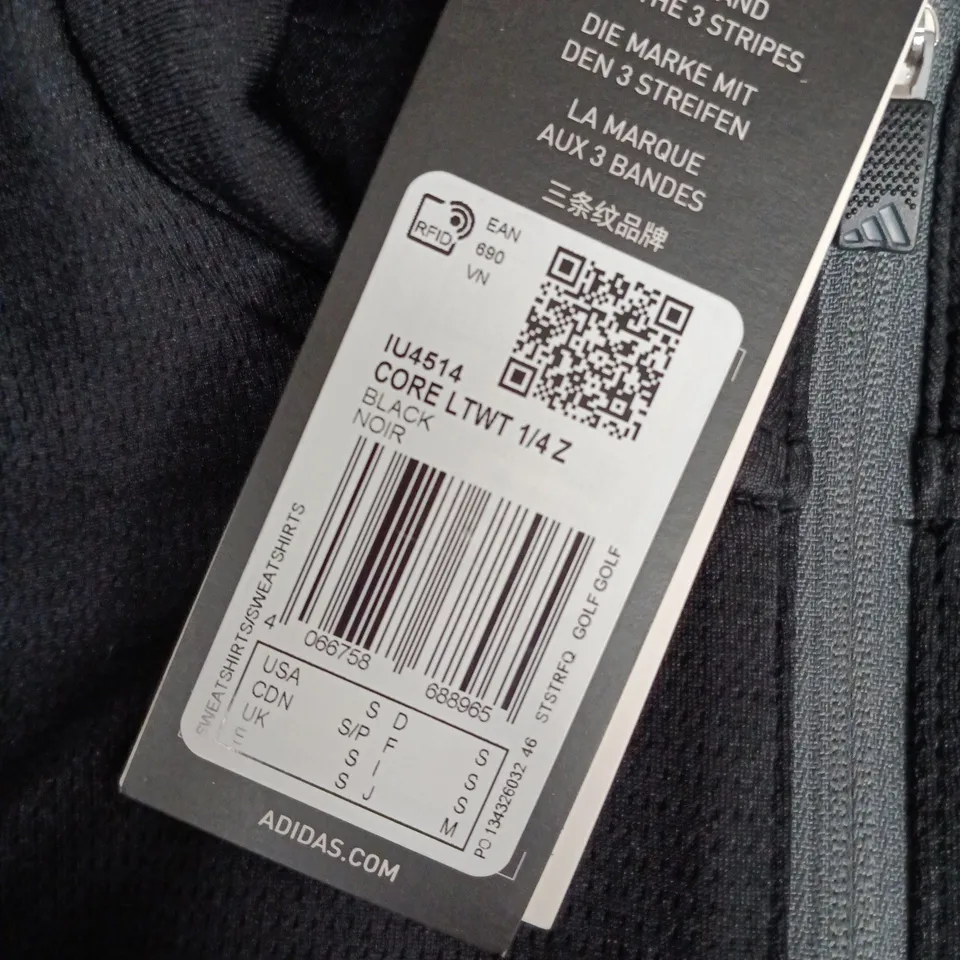 THE 3 STRIPES
DIE MARKE MIT
DEN 3 STREIFEN
LA MARQUE
AUX 3 BANDES
三条纹品牌
RFID
EAN
690
VN
IU4514
CORE LTWT 1/4 Z
BLACK
NOIR
SWEATSHIRTS/SWEATSHIRTS
4 066758 688965
STSTRFQ GOLF GOLF
USA S D S
CDN S/P F S
UK S I S
S J M
PO 134326032 46
ADIDAS.COM